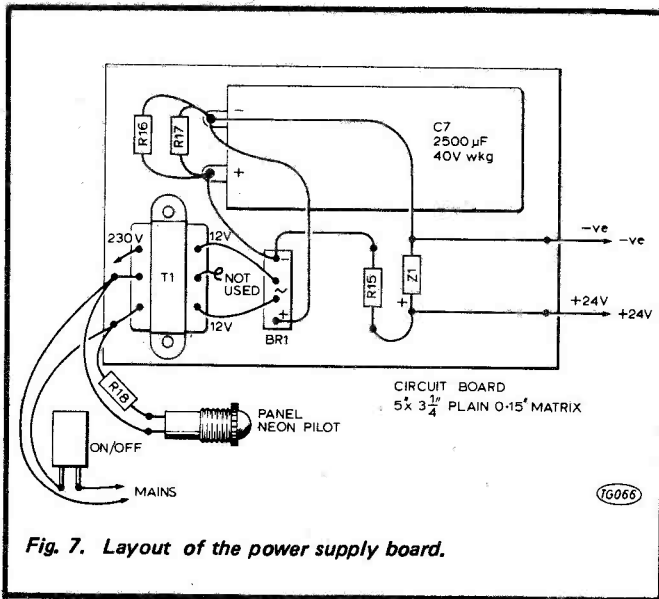 R16
R17
−
+
C7
2500 µF
40V wkg
230 V
12V
T1
NOT
USED
12V
−
~
+
BR1
R15
Z1
+
−ve
−ve
+24V
+24V
R18
PANEL
NEON PILOT
ON/OFF
MAINS
CIRCUIT BOARD
5" x 3 1/4" PLAIN 0·15" MATRIX
TG066
Fig. 7. Layout of the power supply board.